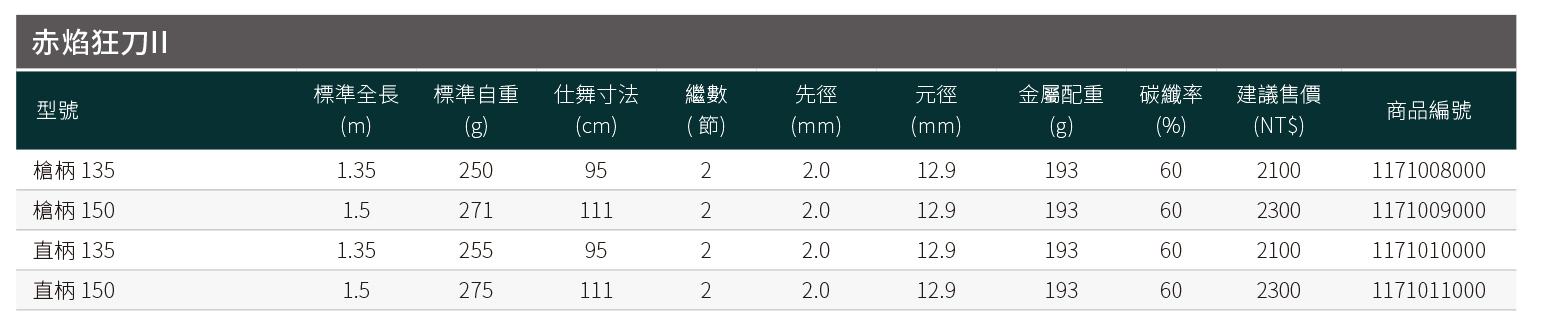 赤焰狂刀II
型號 標準全長 (m) 標準自重 (g) 仕舞寸法 (cm) 繼數 ( 節) 先徑 (mm) 元徑 (mm) 金屬配重 (g) 碳纖率 (%) 建議售價 (NT$) 商品編號
槍柄 135 1.35 250 95 2 2.0 12.9 193 60 2100 1171008000
槍柄 150 1.5 271 111 2 2.0 12.9 193 60 2300 1171009000
直柄 135 1.35 255 95 2 2.0 12.9 193 60 2100 1171010000
直柄 150 1.5 275 111 2 2.0 12.9 193 60 2300 1171011000